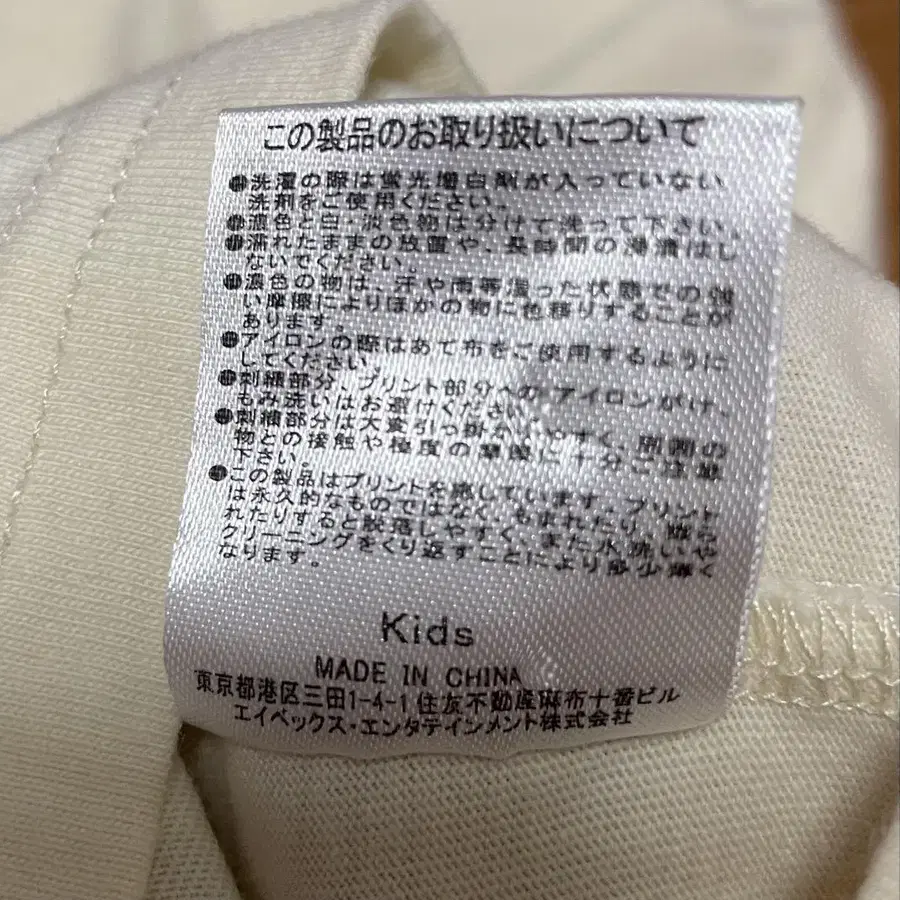 この製品のお取り扱いについて
●洗濯の際は蛍光増白剤が入っていない
洗剤をご使用ください。
●濃色と白・淡色物は分けて洗って下さい。
●濡れたままの放置や、長時間の浸漬はし
ないでください。
●濃色の物は、汗や雨等湿った状態での強
い摩擦によりほかの物に色移りすることが
あります。
●アイロンの際はあて布をご使用するように
してください。
●刺繍部分、プリント部分へのアイロンがけ、
もみ洗いはお避けください。
●刺繍部分は大変引っ掛かりやすく、周囲の
物との接触や極度の摩擦に十分ご注意
下さい。
●この製品はプリントを施しています。プリント
は永久的なものではなく、もまれたり、擦ら
れたりすると脱落しやすく、また水洗いや
クリーニングをくり返すことにより多少薄く
なります。
Kids
MADE IN CHINA
東京都港区三田1-4-1住友不動産麻布十番ビル
エイベックス・エンタテインメント株式会社